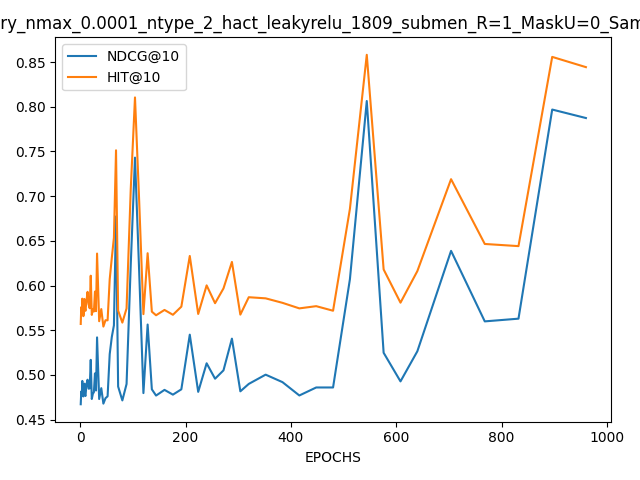 ry_nmax_0.0001_ntype_2_hact_leakyrelu_1809_submen_R=1_MaskU=0_Sam
NDCG@10
HIT@10
0.85
0.80
0.75
0.70
0.65
0.60
0.55
0.50
0.45
0 200 400 600 800 1000
EPOCHS